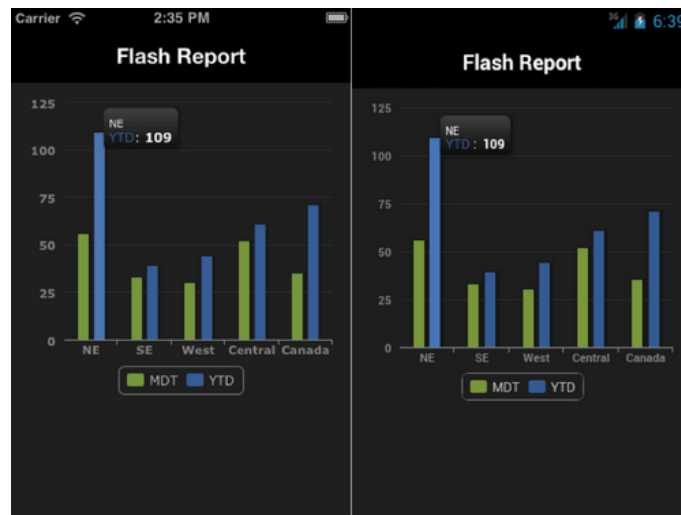 Carrier 2:35 PM
Flash Report
125
100
75
50
25
0
NE
YTD: 109
NE SE West Central Canada
MDT YTD
3G 6:39
Flash Report
125
100
75
50
25
0
NE
YTD: 109
NE SE West Central Canada
MDT YTD